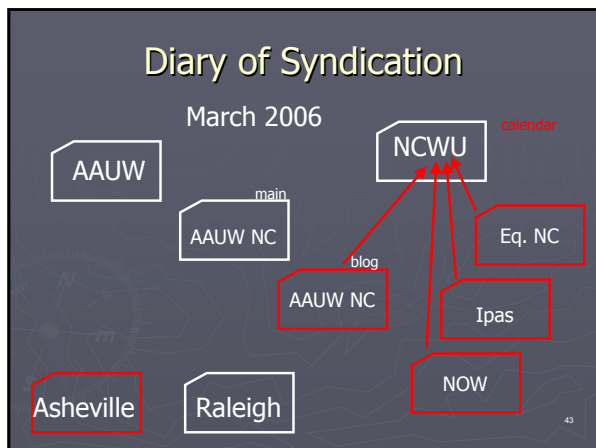 Diary of Syndication
March 2006
calendar
NCWU
AAUW
main
AAUW NC
Eq. NC
blog
AAUW NC
Ipas
NOW
Asheville
Raleigh
43